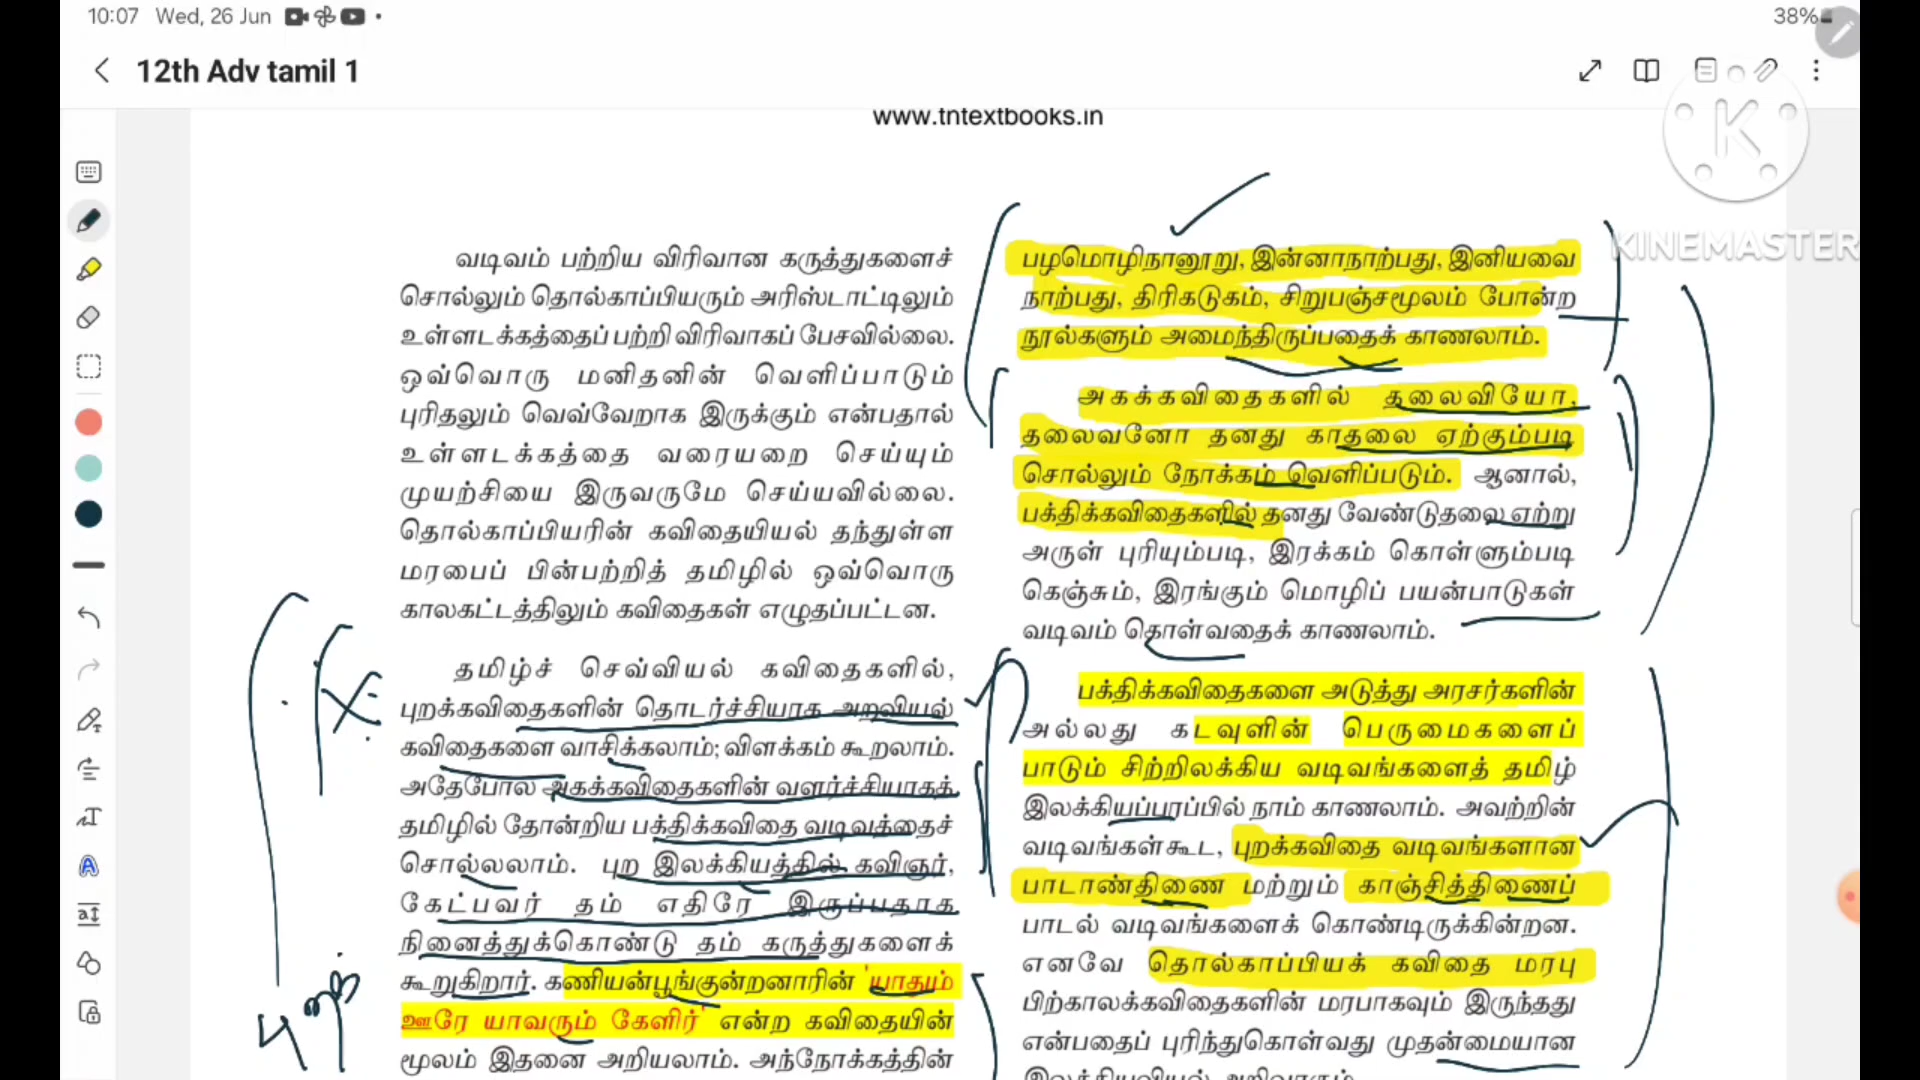 10:07 Wed, 26 Jun
38%
12th Adv tamil 1
www.tntextbooks.in
KINEMASTER
வடிவம் பற்றிய விரிவான கருத்துகளைச்
சொல்லும் தொல்காப்பியரும் அரிஸ்டாட்டிலும்
உள்ளடக்கத்தைப் பற்றி விரிவாகப் பேசவில்லை.
ஒவ்வொரு மனிதனின் வெளிப்பாடும்
புரிதலும் வெவ்வேறாக இருக்கும் என்பதால்
உள்ளடக்கத்தை வரையறை செய்யும்
முயற்சியை இருவருமே செய்யவில்லை.
தொல்காப்பியரின் கவிதையியல் தந்துள்ள
மரபைப் பின்பற்றித் தமிழில் ஒவ்வொரு
காலகட்டத்திலும் கவிதைகள் எழுதப்பட்டன.
தமிழ்ச் செவ்வியல் கவிதைகளில்,
புறக்கவிதைகளின் தொடர்ச்சியாக அறவியல்
கவிதைகளை வாசிக்கலாம்; விளக்கம் கூறலாம்.
அதேபோல அகக்கவிதைகளின் வளர்ச்சியாகத்
தமிழில் தோன்றிய பக்திக்கவிதை வடிவத்தைச்
சொல்லலாம். புற இலக்கியத்தில் கவிஞர்,
கேட்பவர் தம் எதிரே இருப்பதாக
நினைத்துக்கொண்டு தம் கருத்துகளைக்
கூறுகிறார். கணியன்பூங்குன்றனாரின் 'யாதும்
ஊரே யாவரும் கேளிர்' என்ற கவிதையின்
மூலம் இதனை அறியலாம். அந்நோக்கத்தின்
பழமொழிநானூறு, இன்னாநாற்பது, இனியவை
நாற்பது, திரிகடுகம், சிறுபஞ்சமூலம் போன்ற
நூல்களும் அமைந்திருப்பதைக் காணலாம்.
அகக்கவிதைகளில் தலைவியோ,
தலைவனோ தனது காதலை ஏற்கும்படி
சொல்லும் நோக்கம் வெளிப்படும். ஆனால்,
பக்திக்கவிதைகளில் தனது வேண்டுதலை ஏற்று
அருள் புரியும்படி, இரக்கம் கொள்ளும்படி
கெஞ்சும், இரங்கும் மொழிப் பயன்பாடுகள்
வடிவம் கொள்வதைக் காணலாம்.
பக்திக்கவிதைகளை அடுத்து அரசர்களின்
அல்லது கடவுளின் பெருமைகளைப்
பாடும் சிற்றிலக்கிய வடிவங்களைத் தமிழ்
இலக்கியப்பரப்பில் நாம் காணலாம். அவற்றின்
வடிவங்கள்கூட, புறக்கவிதை வடிவங்களான
பாடாண்திணை மற்றும் காஞ்சித்திணைப்
பாடல் வடிவங்களைக் கொண்டிருக்கின்றன.
எனவே தொல்காப்பியக் கவிதை மரபு
பிற்காலக்கவிதைகளின் மரபாகவும் இருந்தது
என்பதைப் புரிந்துகொள்வது முதன்மையான
இலக்கியவியல் அறிவாகும்.